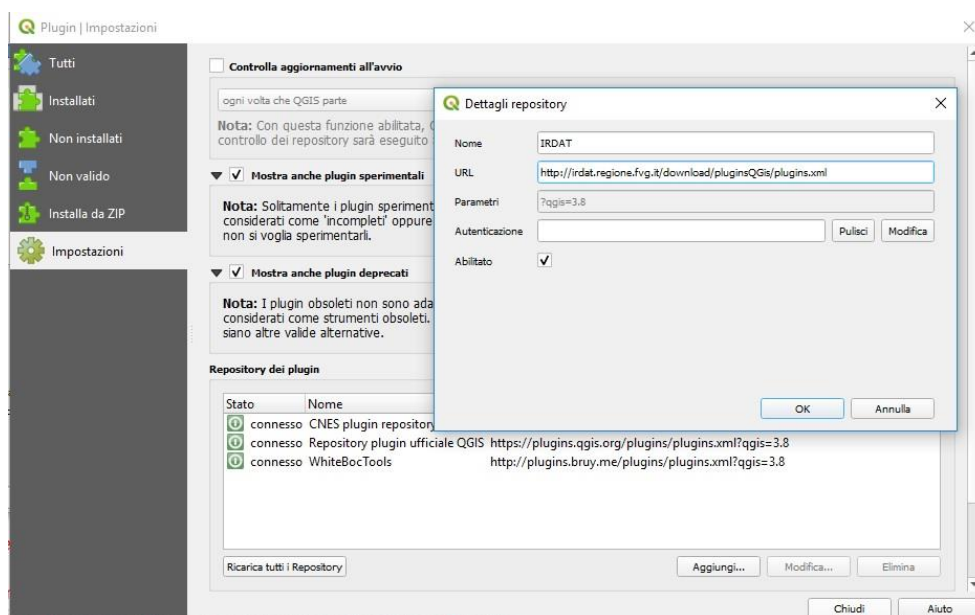 Plugin | Impostazioni
Tutti
Installati
Non installati
Non valido
Installa da ZIP
Impostazioni
Controlla aggiornamenti all'avvio
ogni volta che QGIS parte
Nota: Con questa funzione abilitata,
controllo dei repository sarà eseguito
Mostra anche plugin sperimentali
Nota: Solitamente i plugin speriment
considerati come 'incompleti' oppure
non si voglia sperimentarli.
Mostra anche plugin deprecati
Nota: I plugin obsoleti non sono ada
considerati come strumenti obsoleti.
siano altre valide alternative.
Repository dei plugin
Stato Nome
connesso CNES plugin repository
connesso Repository plugin ufficiale QGIS https://plugins.qgis.org/plugins/plugins.xml?qgis=3.8
connesso WhiteBocTools http://plugins.bruy.me/plugins/plugins.xml?qgis=3.8
Ricarica tutti i Repository
Aggiungi...
Modifica...
Elimina
Chiudi
Aiuto
Dettagli repository
Nome IRDAT
URL http://irdat.regione.fvg.it/download/pluginsQGis/plugins.xml
Parametri ?qgis=3.8
Autenticazione
Pulisci
Modifica
Abilitato
OK
Annulla